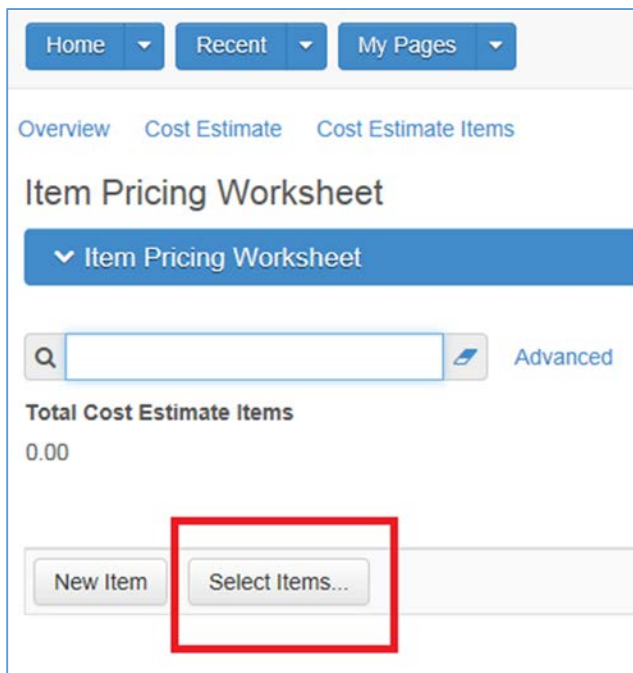 Home Recent My Pages
Overview Cost Estimate Cost Estimate Items
Item Pricing Worksheet
Item Pricing Worksheet
Advanced
Total Cost Estimate Items
0.00
New Item Select Items...